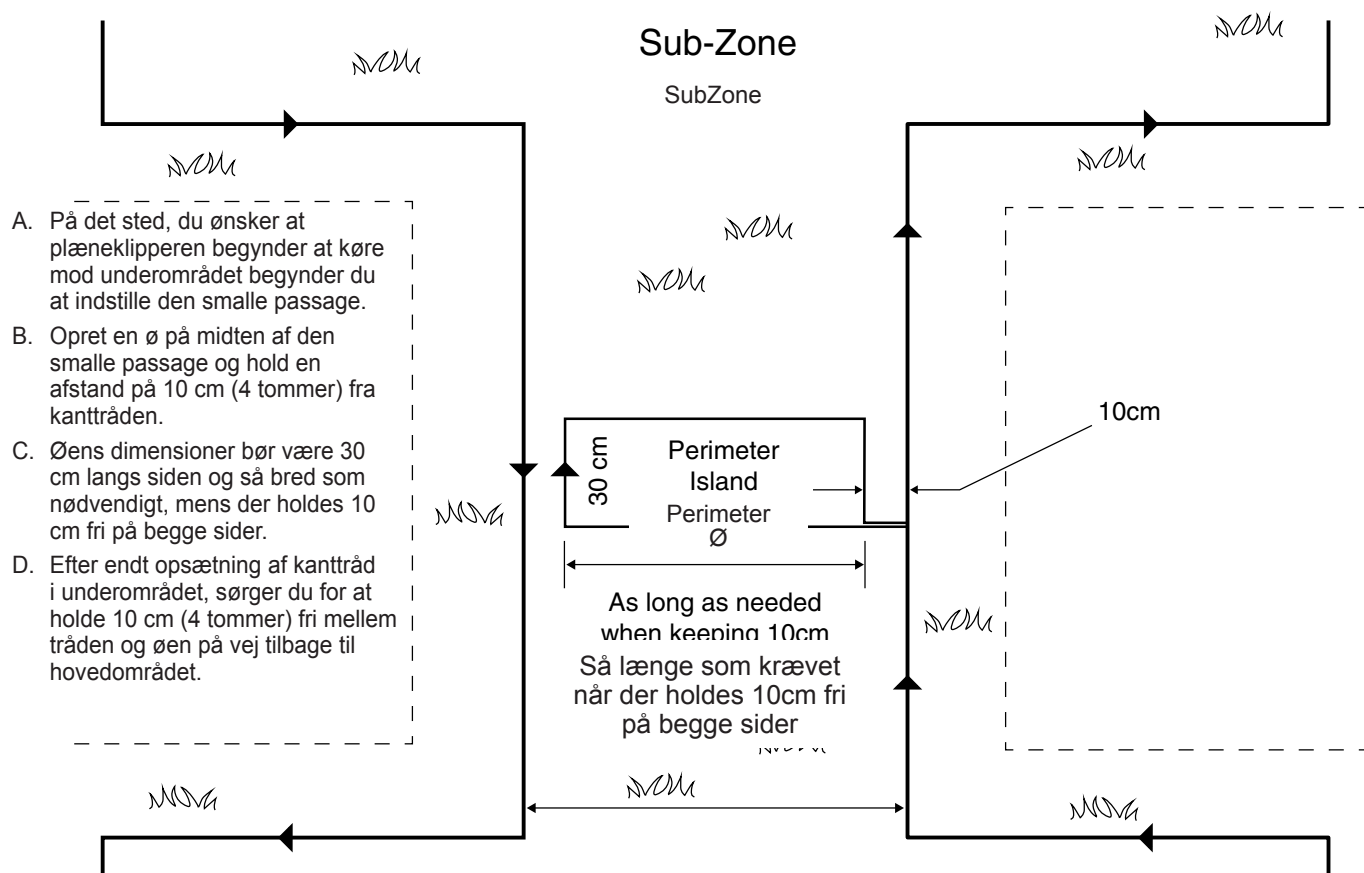 Sub-Zone
SubZone
A. På det sted, du ønsker at
plæneklipperen begynder at køre
mod underområdet begynder du
at indstille den smalle passage.
B. Opret en ø på midten af den
smalle passage og hold en
afstand på 10 cm (4 tommer) fra
kanttråden.
C. Øens dimensioner bør være 30
cm langs siden og så bred som
nødvendigt, mens der holdes 10
cm fri på begge sider.
D. Efter endt opsætning af kanttråd
i underområdet, sørger du for at
holde 10 cm (4 tommer) fri mellem
tråden og øen på vej tilbage til
hovedområdet.
30 cm
Perimeter
Island
Perimeter
Ø
10cm
As long as needed
when keeping 10cm
Så længe som krævet
når der holdes 10cm fri
på begge sider